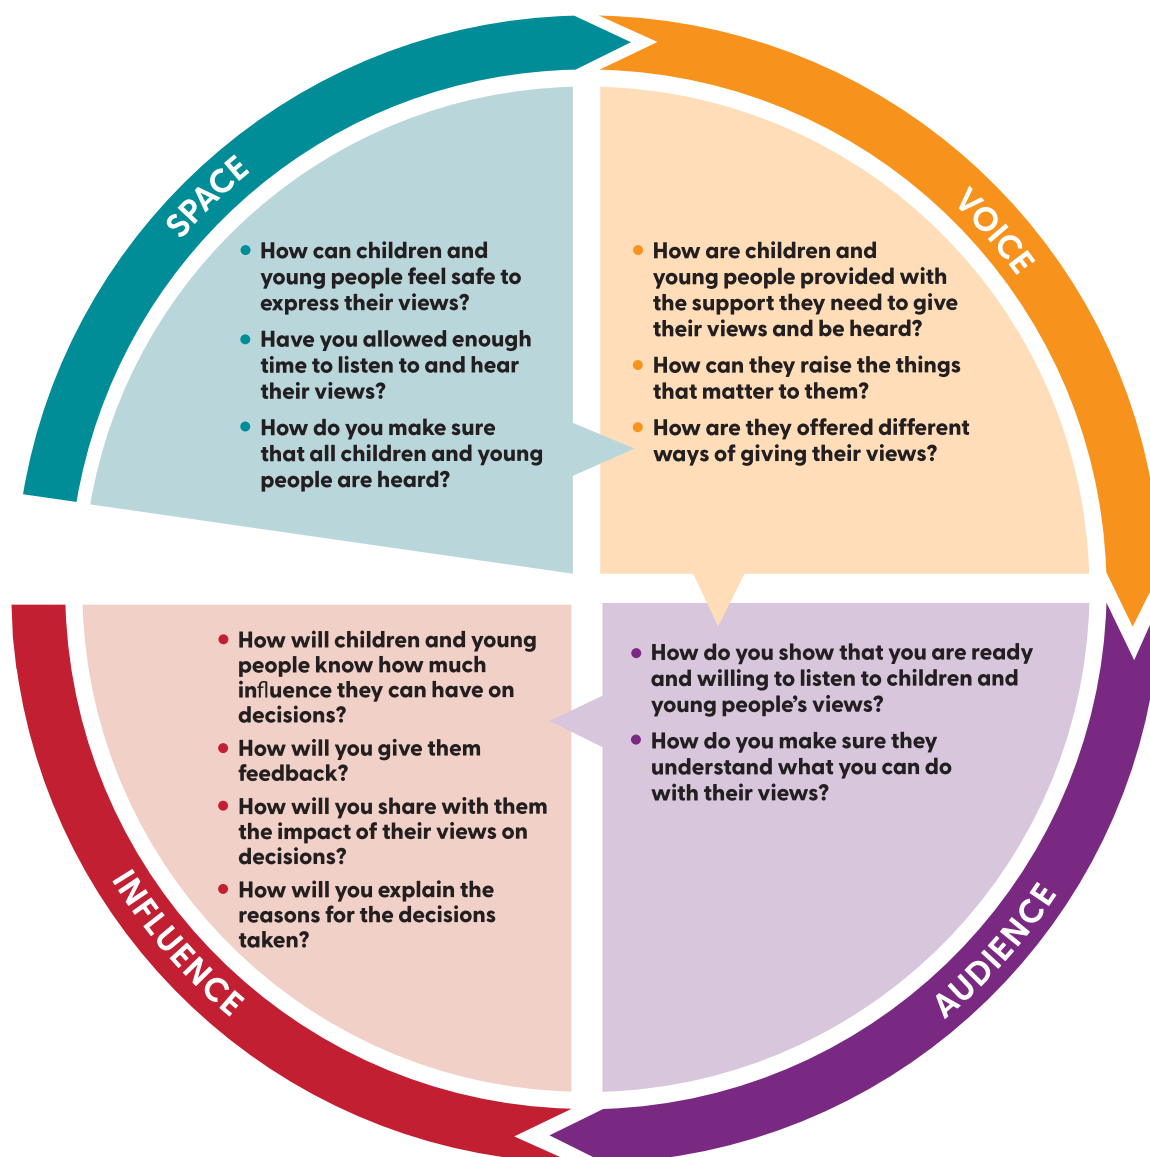 SPACE
• How can children and
young people feel safe to
express their views?
• Have you allowed enough
time to listen to and hear
their views?
• How do you make sure
that all children and young
people are heard?
VOICE
• How are children and
young people provided with
the support they need to give
their views and be heard?
• How can they raise the things
that matter to them?
• How are they offered different
ways of giving their views?
AUDIENCE
• How do you show that you are ready
and willing to listen to children and
young people’s views?
• How do you make sure they
understand what you can do
with their views?
INFLUENCE
• How will children and young
people know how much
influence they can have on
decisions?
• How will you give them
feedback?
• How will you share with them
the impact of their views on
decisions?
• How will you explain the
reasons for the decisions
taken?